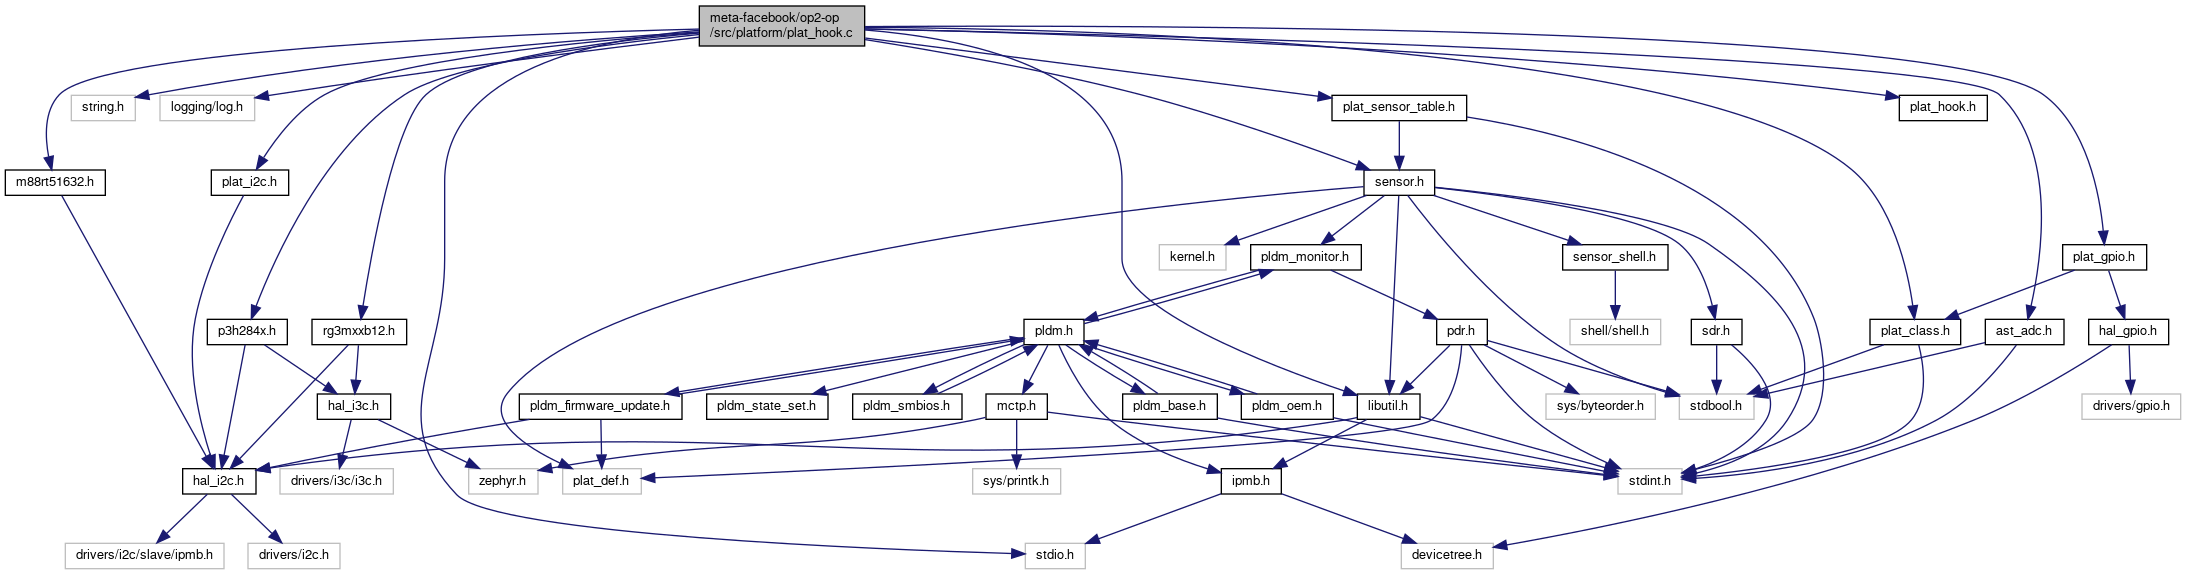 meta-facebook/op2-op
/src/platform/plat_hook.c
string.h
logging/log.h
plat_sensor_table.h
plat_hook.h
m88rt51632.h
plat_i2c.h
sensor.h
kernel.h
pldm_monitor.h
sensor_shell.h
plat_gpio.h
p3h284x.h
rg3mxxb12.h
pldm.h
pdr.h
shell/shell.h
sdr.h
plat_class.h
ast_adc.h
hal_gpio.h
hal_i3c.h
pldm_firmware_update.h
pldm_state_set.h
pldm_smbios.h
mctp.h
pldm_base.h
pldm_oem.h
libutil.h
sys/byteorder.h
stdbool.h
drivers/gpio.h
hal_i2c.h
drivers/i3c/i3c.h
zephyr.h
plat_def.h
sys/printk.h
ipmb.h
stdint.h
drivers/i2c/slave/ipmb.h
drivers/i2c.h
stdio.h
devicetree.h